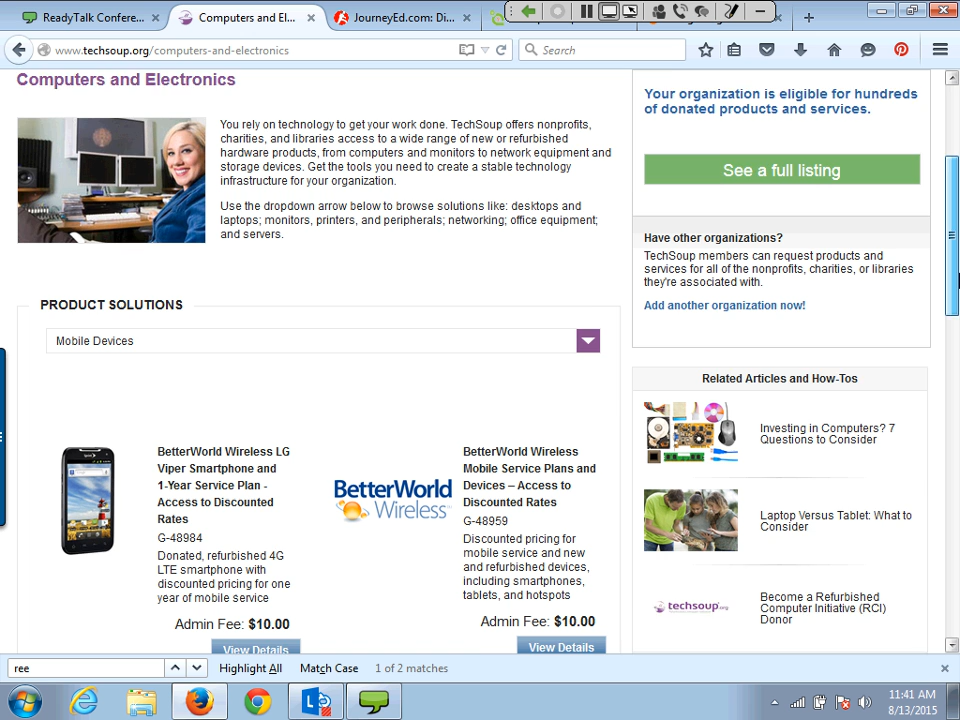 ReadyTalk Conferenc...
Computers and El...
JourneyEd.com: Di...
www.techsoup.org/computers-and-electronics
Search
Computers and Electronics
You rely on technology to get your work done. TechSoup offers nonprofits,
charities, and libraries access to a wide range of new or refurbished
hardware products, from computers and monitors to network equipment and
storage devices. Get the tools you need to create a stable technology
infrastructure for your organization.
Use the dropdown arrow below to browse solutions like: desktops and
laptops; monitors, printers, and peripherals; networking; office equipment;
and servers.
PRODUCT SOLUTIONS
Mobile Devices
BetterWorld Wireless LG
Viper Smartphone and
1-Year Service Plan -
Access to Discounted
Rates
G-48984
Donated, refurbished 4G
LTE smartphone with
discounted pricing for one
year of mobile service
Admin Fee: $10.00
View Details
BetterWorld
Wireless
BetterWorld Wireless
Mobile Service Plans and
Devices – Access to
Discounted Rates
G-48959
Discounted pricing for
mobile service and new
and refurbished devices,
including smartphones,
tablets, and hotspots
Admin Fee: $10.00
View Details
Your organization is eligible for hundreds
of donated products and services.
See a full listing
Have other organizations?
TechSoup members can request products and
services for all of the nonprofits, charities, or libraries
they're associated with.
Add another organization now!
Related Articles and How-Tos
Investing in Computers? 7
Questions to Consider
Laptop Versus Tablet: What to
Consider
techsoup.org
Become a Refurbished
Computer Initiative (RCI)
Donor
ree
Highlight All
Match Case
1 of 2 matches
11:41 AM
8/13/2015